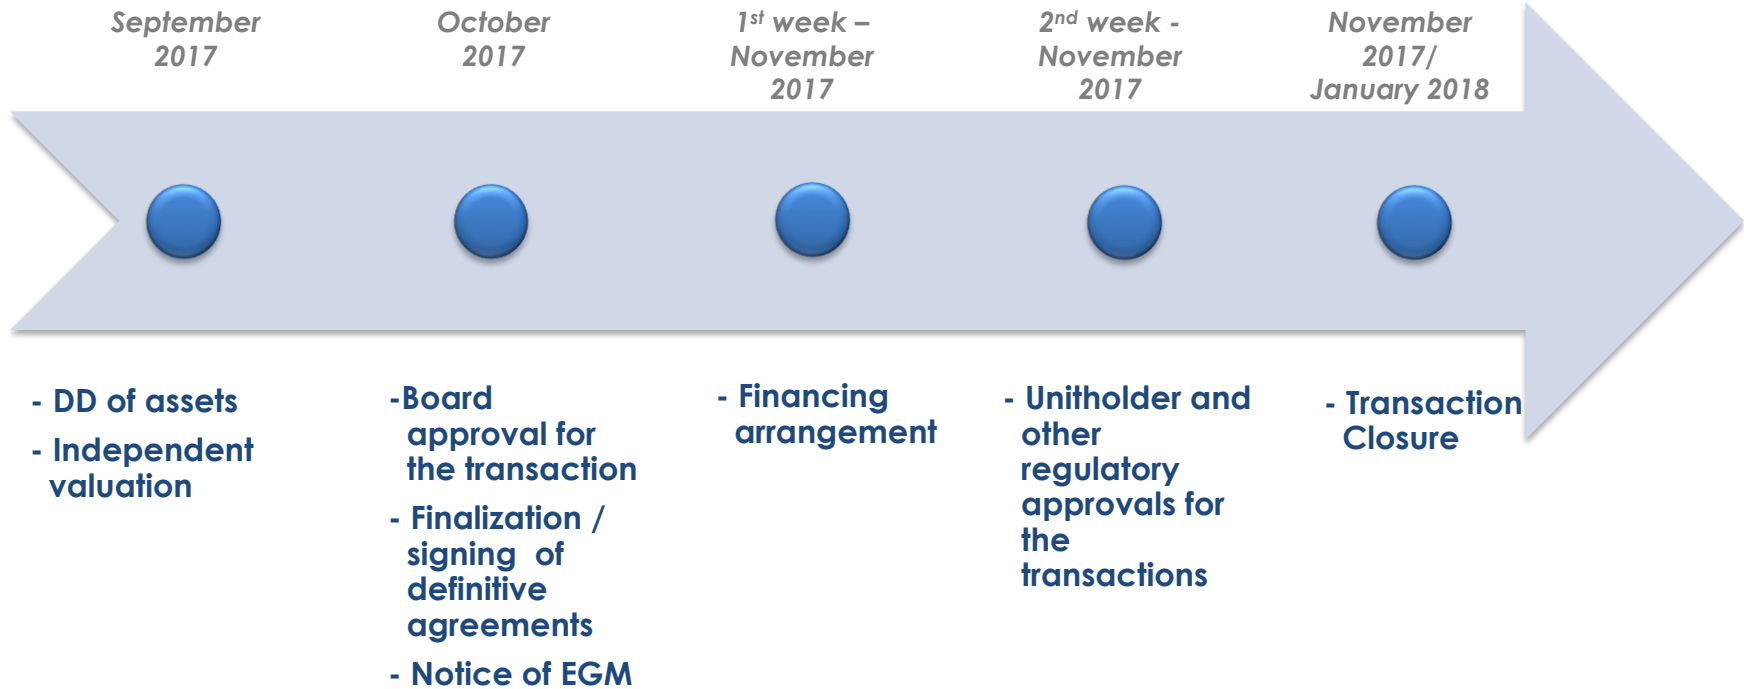 September
2017
October
2017
1st week –
November
2017
2nd week -
November
2017
November
2017/
January 2018
- DD of assets
- Independent
valuation
-Board
approval for
the transaction
- Finalization /
signing of
definitive
agreements
- Notice of EGM
- Financing
arrangement
- Unitholder and
other
regulatory
approvals for
the
transactions
- Transaction
Closure